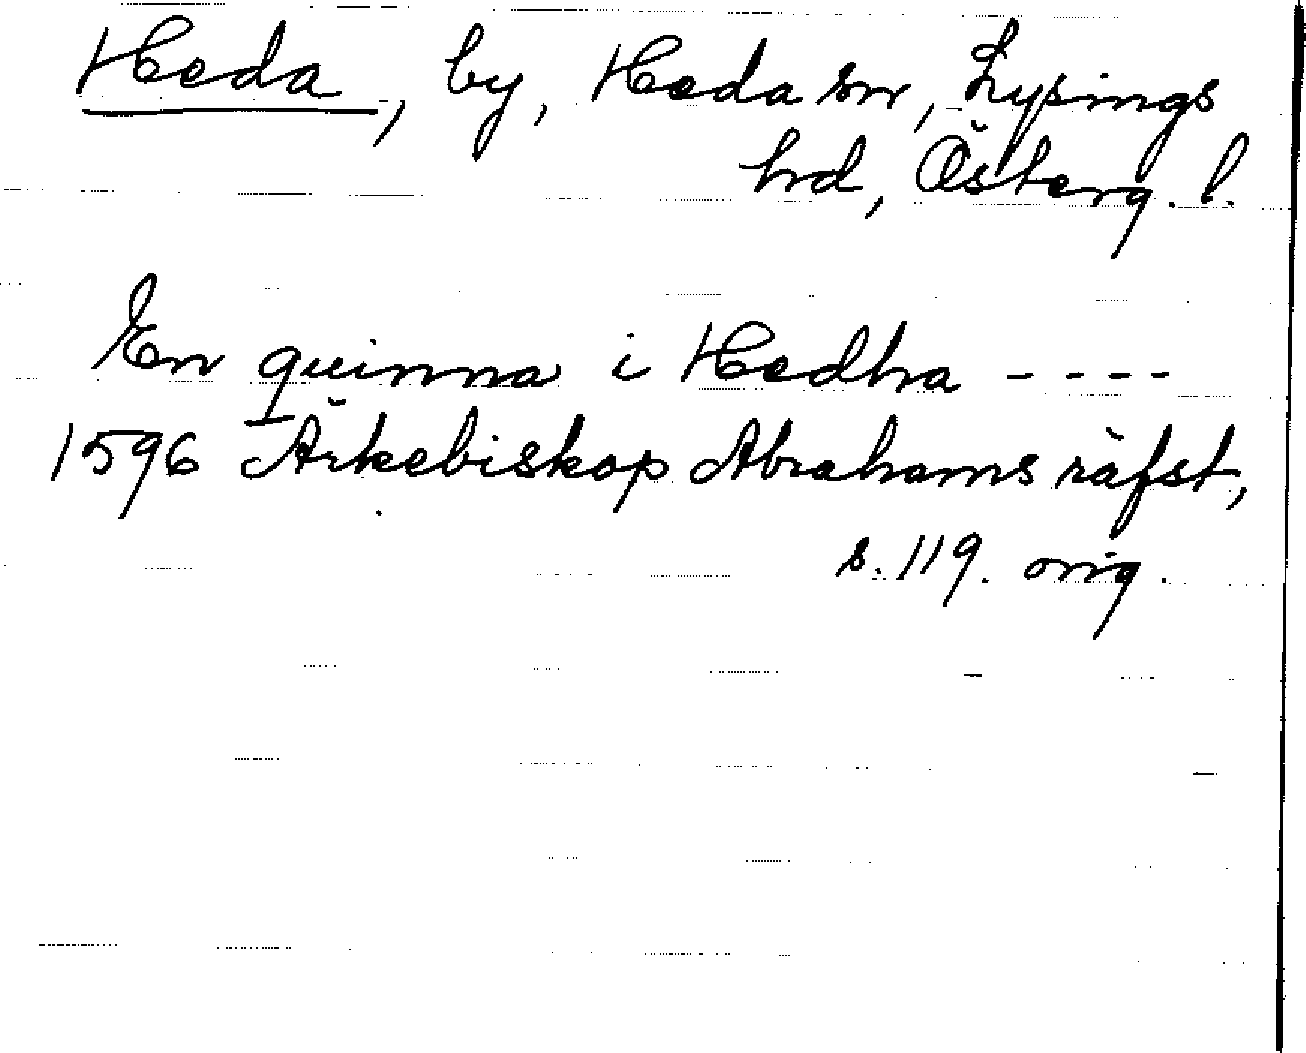 Heda, by, Heda sn, Lysings
hd, Österg. l.
En quinna i Hedha ----
1596 Ärkebiskop Abrahams räfst,
s. 119. orig.